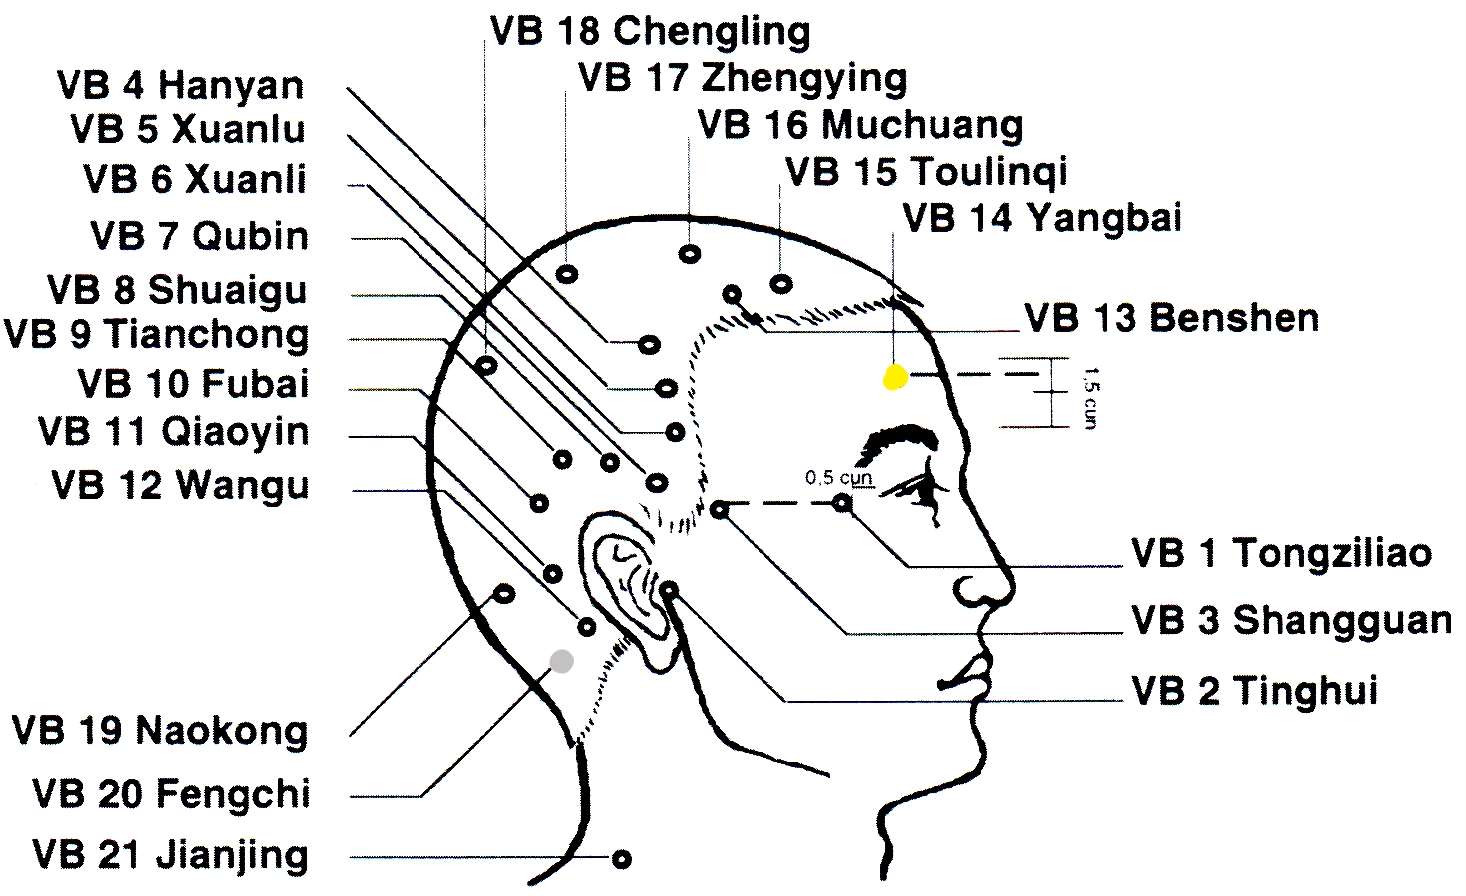 VB 18 Chengling
VB 17 Zhengying
VB 16 Muchuang
VB 15 Toulinqi
VB 14 Yangbai
VB 4 Hanyan
VB 5 Xuanlu
VB 6 Xuanli
VB 7 Qubin
VB 8 Shuaigu
VB 9 Tianchong
VB 10 Fubai
VB 11 Qiaoyin
VB 12 Wangu
VB 13 Benshen
1,5 cun
0,5 cun
VB 1 Tongziliao
VB 3 Shangguan
VB 2 Tinghui
VB 19 Naokong
VB 20 Fengchi
VB 21 Jianjing